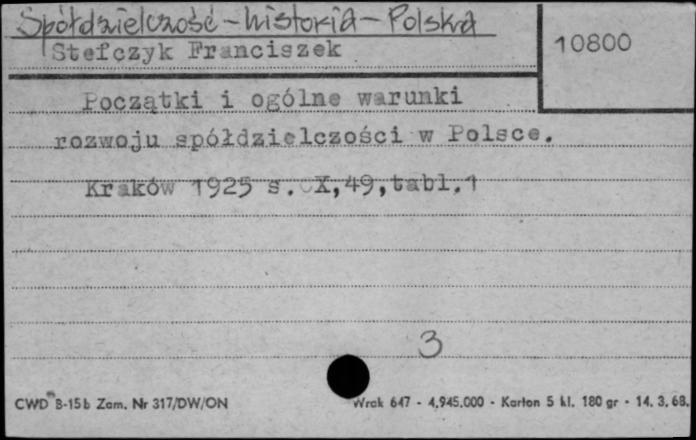 Spółdzielczość - historia - Polska
Stefczyk Franciszek
10800
Początki i ogólne warunki
rozwoju spółdzielczości w Polsce.
Kraków 1925 s. X,49,tabl.1
3
CWD B-15b Zam. Nr 317/DW/ON
Wrak 647 - 4,945.000 - Karton 5 kl. 180 gr - 14. 3. 68.